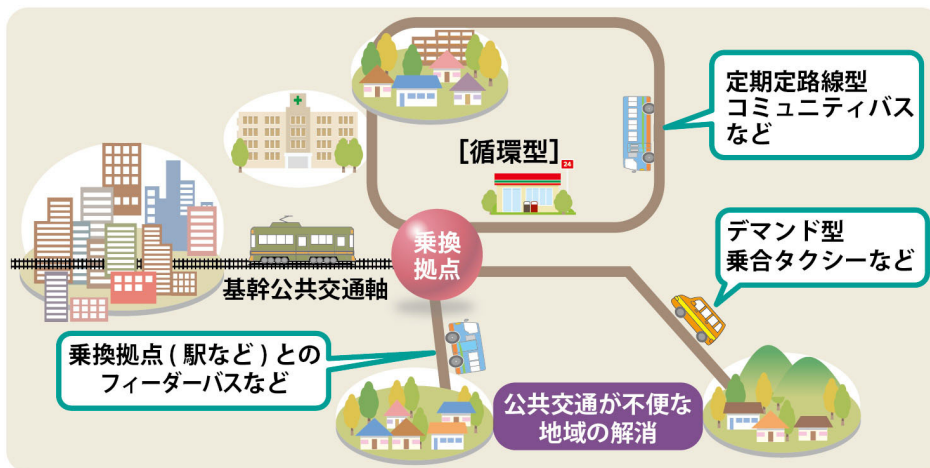 定期定路線型
コミュニティバス
など
[循環型]
24
乗換
拠点
デマンド型
乗合タクシーなど
基幹公共交通軸
乗換拠点(駅など)との
フィーダーバスなど
公共交通が不便な
地域の解消